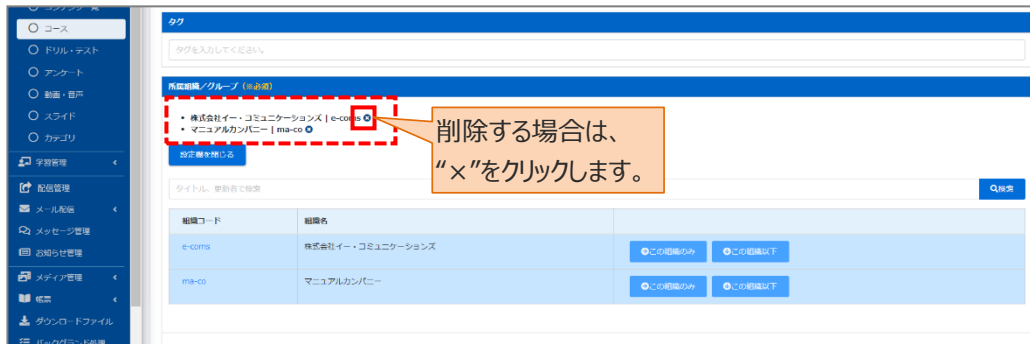 コース
ドリル・テスト
アンケート
動画・音声
スライド
カテゴリ
学習管理
配信管理
メール配信
メッセージ管理
お知らせ管理
メディア管理
帳票
ダウンロードファイル
タグ
タグを入力してください。
所属組織／グループ（※必須）
• 株式会社イー・コミュニケーションズ | e-coms
• マニュアルカンパニー | ma-co
設定欄を閉じる
削除する場合は、
“×”をクリックします。
タイトル、更新者で検索
検索
組織コード 組織名
e-coms 株式会社イー・コミュニケーションズ この組織のみ この組織以下
ma-co マニュアルカンパニー この組織のみ この組織以下